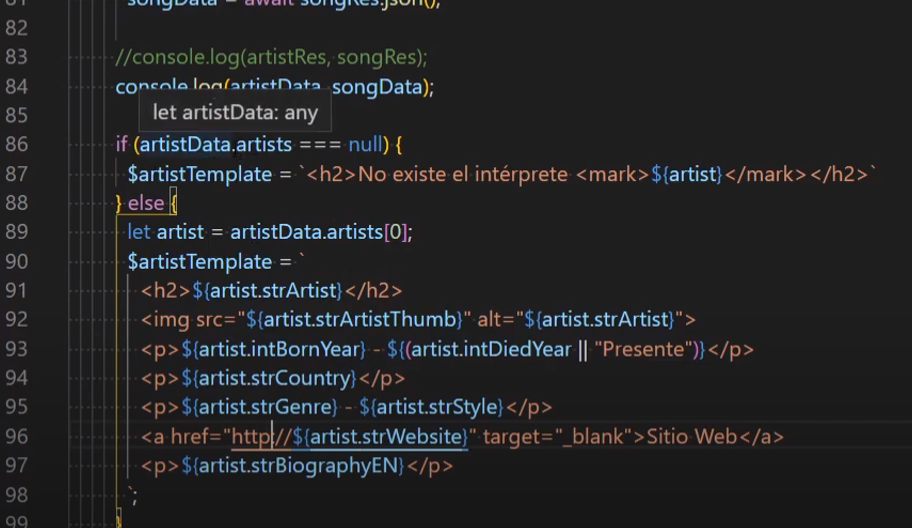 81 songData = await songRes.json();
82
83 //console.log(artistRes, songRes);
84 console.log(artistData, songData);
let artistData: any
85
86 if (artistData.artists === null) {
87 $artistTemplate = `<h2>No existe el intérprete <mark>${artist}</mark></h2>`
88 } else {
89 let artist = artistData.artists[0];
90 $artistTemplate = `
91 <h2>${artist.strArtist}</h2>
92 <img src="${artist.strArtistThumb}" alt="${artist.strArtist}">
93 <p>${artist.intBornYear} - ${(artist.intDiedYear || "Presente")}</p>
94 <p>${artist.strCountry}</p>
95 <p>${artist.strGenre} - ${artist.strStyle}</p>
96 <a href="http//${artist.strWebsite}" target="_blank">Sitio Web</a>
97 <p>${artist.strBiographyEN}</p>
98 `;
99 }